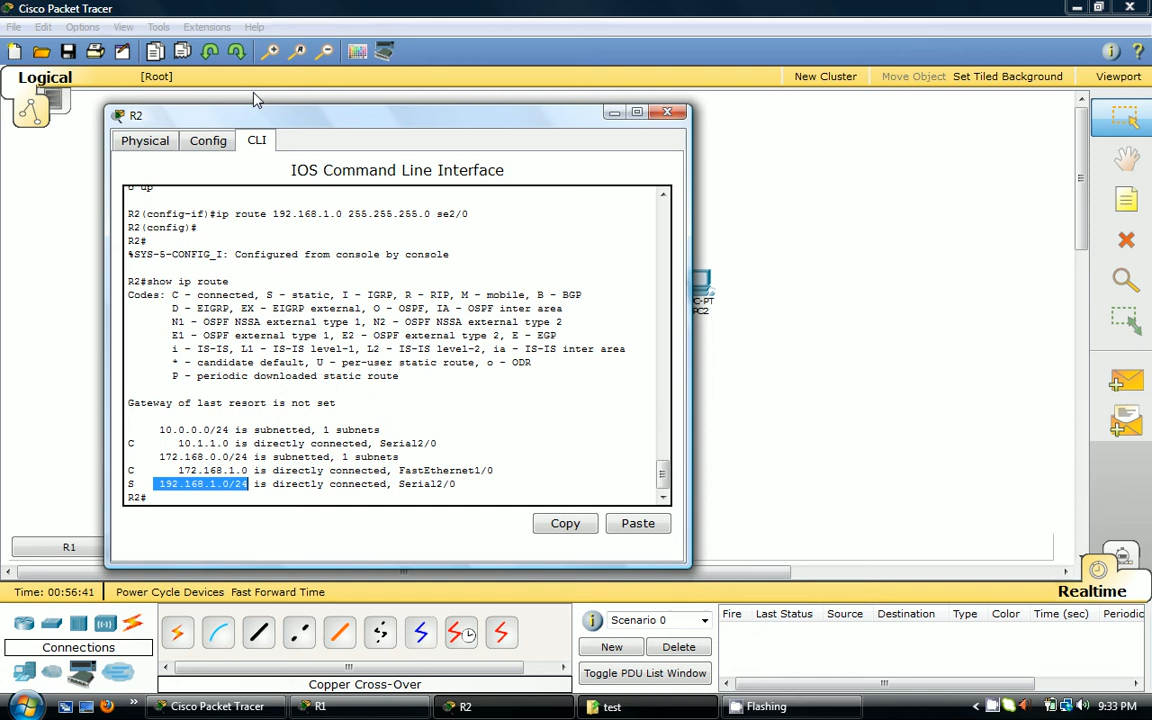 Cisco Packet Tracer
File Edit Options View Tools Extensions Help
Logical
[Root]
New Cluster
Move Object
Set Tiled Background
Viewport
R2
Physical
Config
CLI
IOS Command Line Interface
o up
R2(config-if)#ip route 192.168.1.0 255.255.255.0 se2/0
R2(config)#
R2#
%SYS-5-CONFIG_I: Configured from console by console
R2#show ip route
Codes: C - connected, S - static, I - IGRP, R - RIP, M - mobile, B - BGP
D - EIGRP, EX - EIGRP external, O - OSPF, IA - OSPF inter area
N1 - OSPF NSSA external type 1, N2 - OSPF NSSA external type 2
E1 - OSPF external type 1, E2 - OSPF external type 2, E - EGP
i - IS-IS, L1 - IS-IS level-1, L2 - IS-IS level-2, ia - IS-IS inter area
* - candidate default, U - per-user static route, o - ODR
P - periodic downloaded static route
Gateway of last resort is not set
10.0.0.0/24 is subnetted, 1 subnets
C 10.1.1.0 is directly connected, Serial2/0
172.168.0.0/24 is subnetted, 1 subnets
C 172.168.1.0 is directly connected, FastEthernet1/0
S 192.168.1.0/24 is directly connected, Serial2/0
R2#
Copy
Paste
C-PT
PC2
R1
Time: 00:56:41
Power Cycle Devices Fast Forward Time
Realtime
Connections
Copper Cross-Over
Scenario 0
New
Delete
Toggle PDU List Window
Fire Last Status Source Destination Type Color Time (sec) Periodic
Cisco Packet Tracer
R1
R2
test
Flashing
9:33 PM